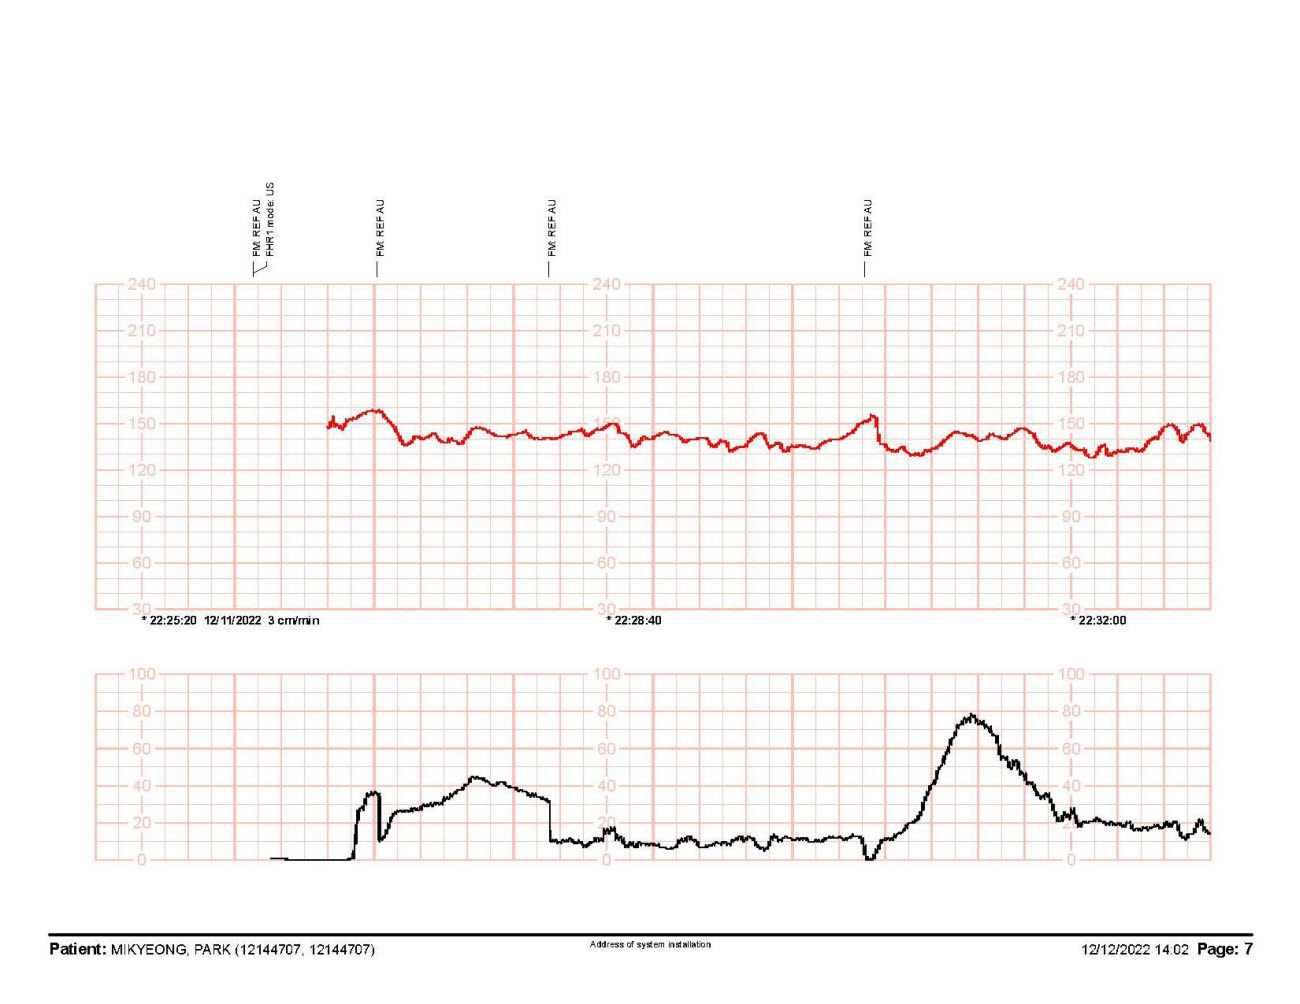 FM: REF AU
FHR1 mode: US
FM: REF AU
FM: REF AU
FM: REF AU
240 240 240
210 210 210
180 180 180
150 150 150
120 120 120
90 90 90
60 60 60
30 30 30
* 22:25:20 12/11/2022 3 cm/min * 22:28:40 * 22:32:00
100 100 100
80 80 80
60 60 60
40 40 40
20 20 20
0 0 0
Patient: MIKYEONG, PARK (12144707, 12144707) Address of system installation 12/12/2022 14:02 Page: 7